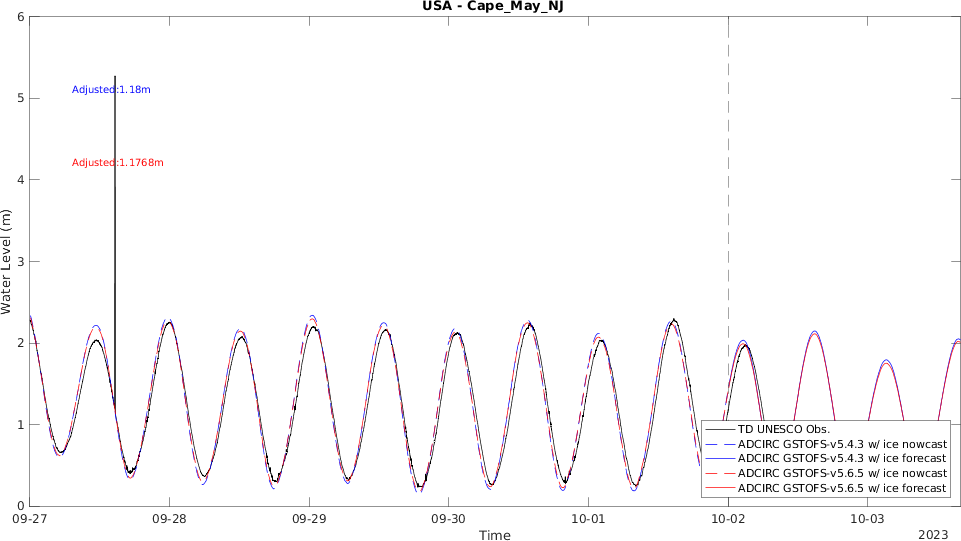 USA - Cape_May_NJ
6
5
4
3
2
1
0
Water Level (m)
Adjusted:1.18m
Adjusted:1.1768m
TD UNESCO Obs.
ADCIRC GSTOFS-v5.4.3 w/ ice nowcast
ADCIRC GSTOFS-v5.4.3 w/ ice forecast
ADCIRC GSTOFS-v5.6.5 w/ ice nowcast
ADCIRC GSTOFS-v5.6.5 w/ ice forecast
09-27 09-28 09-29 09-30 10-01 10-02 10-03
Time
2023